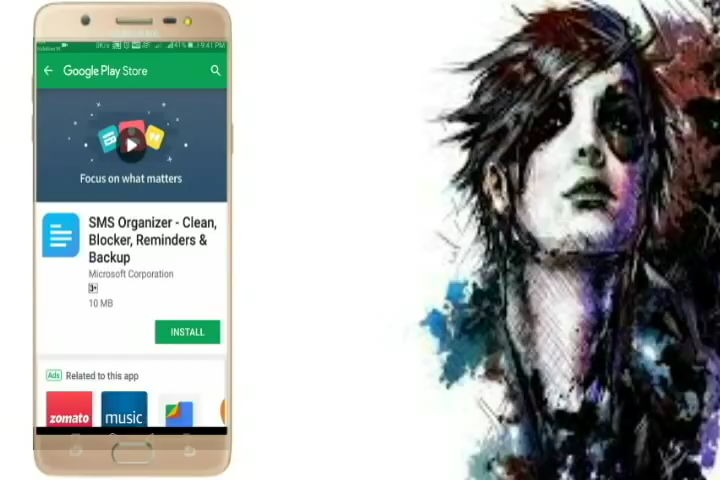 Google Play Store
Focus on what matters
SMS Organizer - Clean,
Blocker, Reminders &
Backup
Microsoft Corporation
3+
10 MB
INSTALL
Ads Related to this app
zomato music